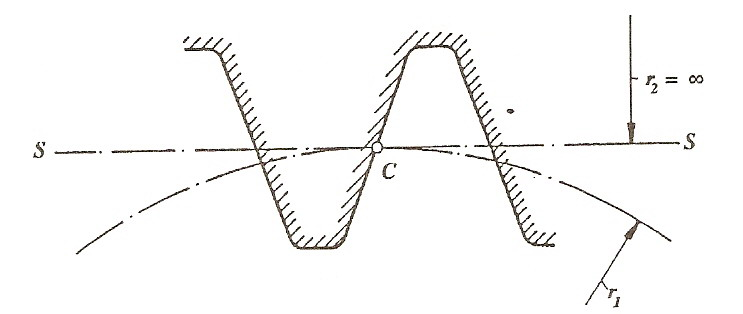 r₂ = ∞
S
S
C
r₁